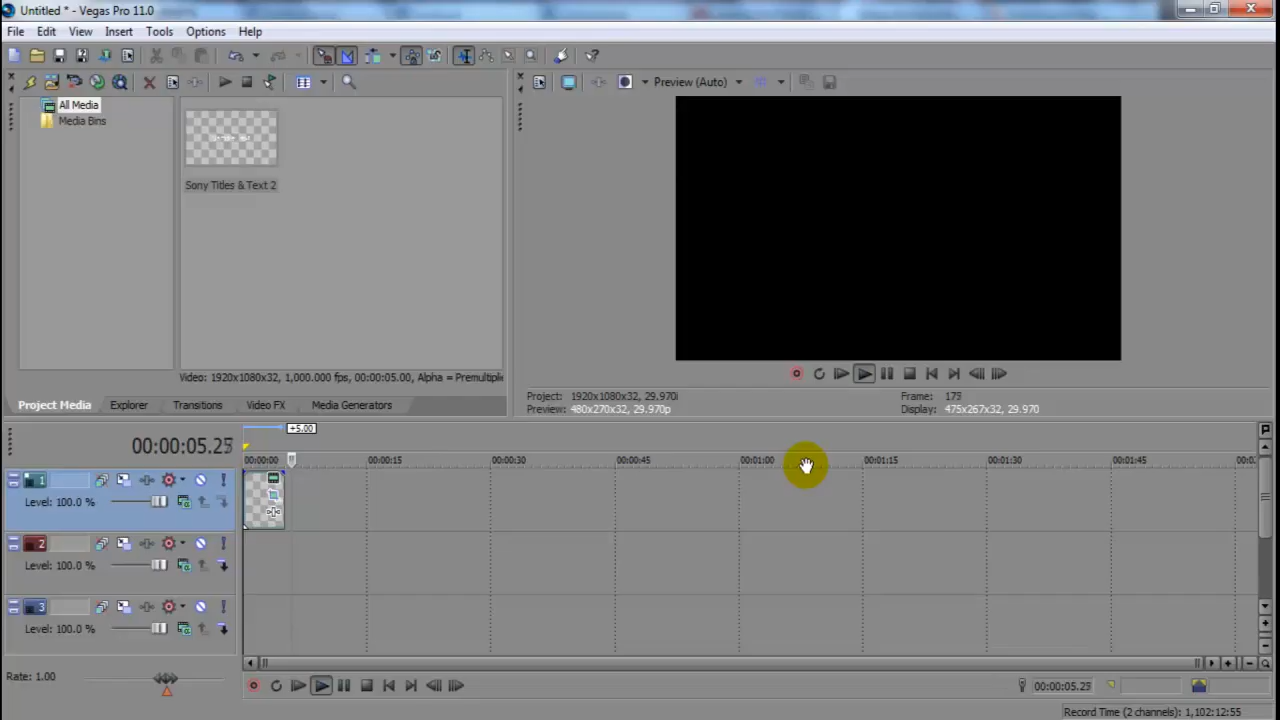 Untitled * - Vegas Pro 11.0
File Edit View Insert Tools Options Help
Preview (Auto)
All Media
Media Bins
Sony Titles & Text 2
Video: 1920x1080x32, 1,000.000 fps, 00:00:05.00, Alpha = Premultiple
Project Media Explorer Transitions Video FX Media Generators
Project: 1920x1080x32, 29.970i
Preview: 480x270x32, 29.970p
Frame: 175
Display: 475x267x32, 29.970
+5.00
00:00:05.25
00:00:00 00:00:15 00:00:30 00:00:45 00:01:00 00:01:15 00:01:30 00:01:45
1
Level: 100.0 %
2
Level: 100.0 %
3
Level: 100.0 %
Rate: 1.00
00:00:05.25
Record Time (2 channels): 1,102:12:55